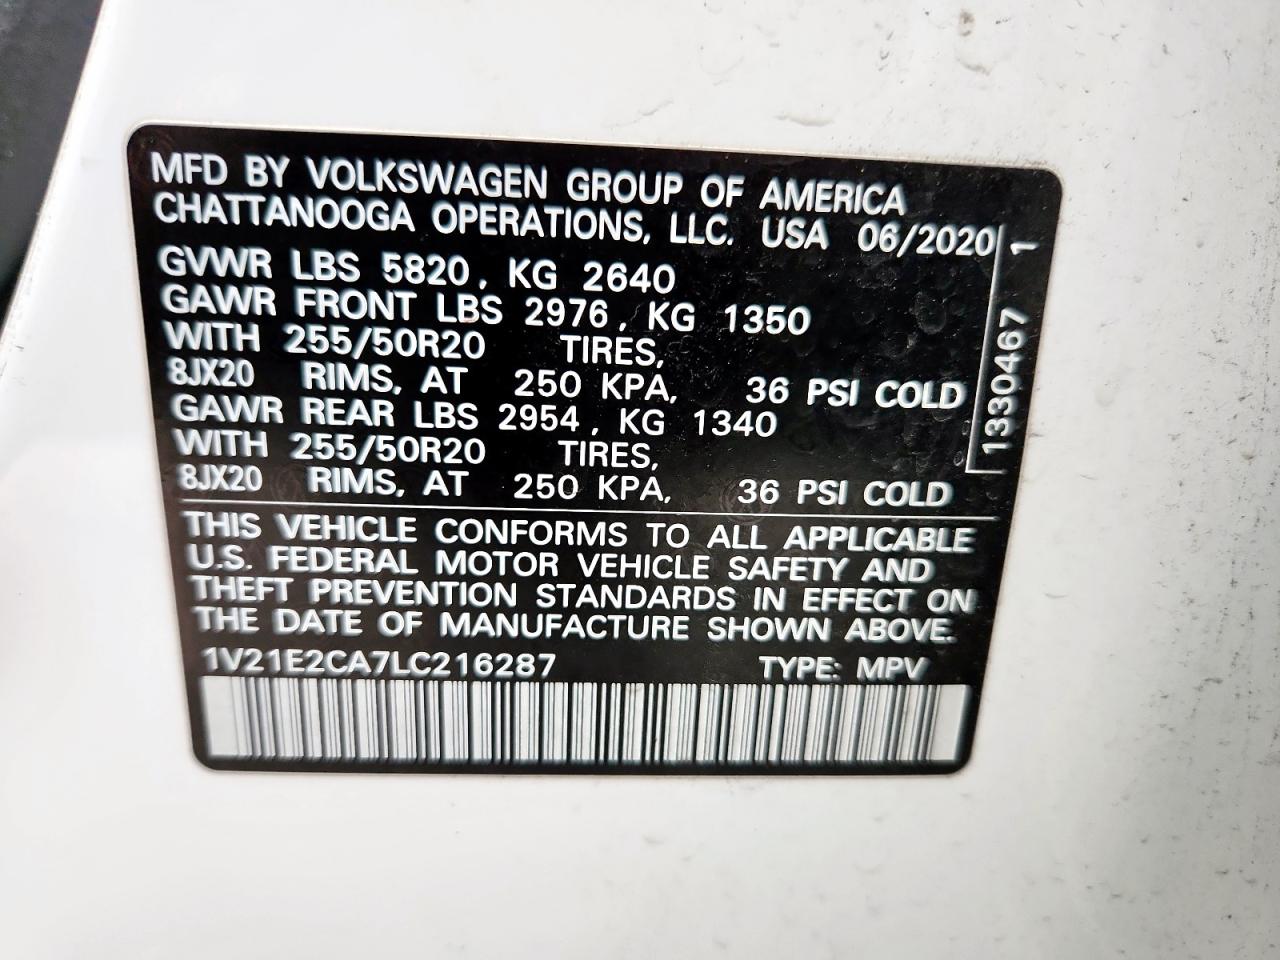 MFD BY VOLKSWAGEN GROUP OF AMERICA
CHATTANOOGA OPERATIONS, LLC. USA 06/2020
GVWR LBS 5820, KG 2640
GAWR FRONT LBS 2976, KG 1350
WITH 255/50R20 TIRES,
8JX20 RIMS, AT 250 KPA, 36 PSI COLD
GAWR REAR LBS 2954, KG 1340
WITH 255/50R20 TIRES,
8JX20 RIMS, AT 250 KPA, 36 PSI COLD
1330467 1
THIS VEHICLE CONFORMS TO ALL APPLICABLE
U.S. FEDERAL MOTOR VEHICLE SAFETY AND
THEFT PREVENTION STANDARDS IN EFFECT ON
THE DATE OF MANUFACTURE SHOWN ABOVE.
1V21E2CA7LC216287 TYPE: MPV